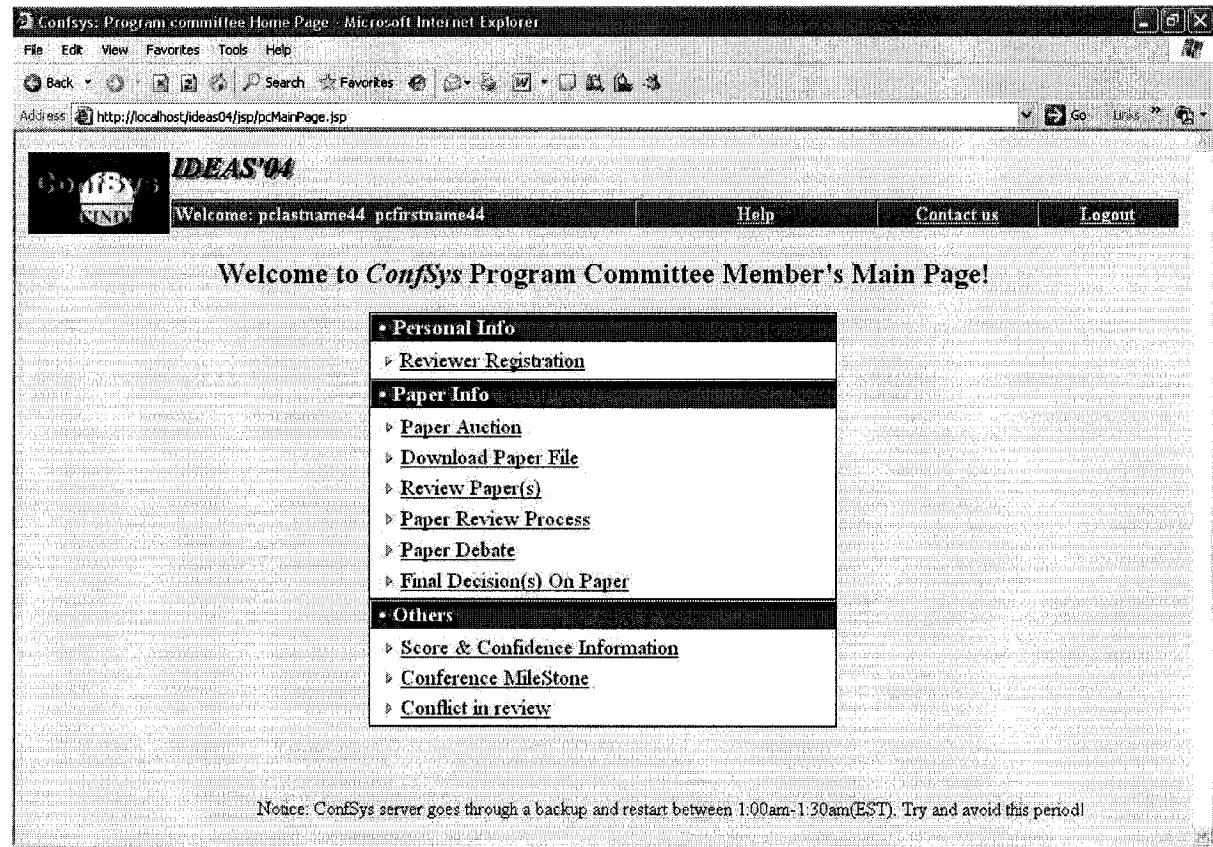 Confsys: Program committee Home Page - Microsoft Internet Explorer
File Edit View Favorites Tools Help
Back Search Favorites
Address http://localhost/ideas04/jsp/pcMainPage.jsp Go Links »
ConfSys IDEAS'04
CINDI Welcome: pclastname44 pcfirstname44 Help Contact us Logout
Welcome to ConfSys Program Committee Member's Main Page!
• Personal Info
Reviewer Registration
• Paper Info
Paper Auction
Download Paper File
Review Paper(s)
Paper Review Process
Paper Debate
Final Decision(s) On Paper
• Others
Score & Confidence Information
Conference MileStone
Conflict in review
Notice: ConfSys server goes through a backup and restart between 1:00am-1:30am(EST). Try and avoid this period!